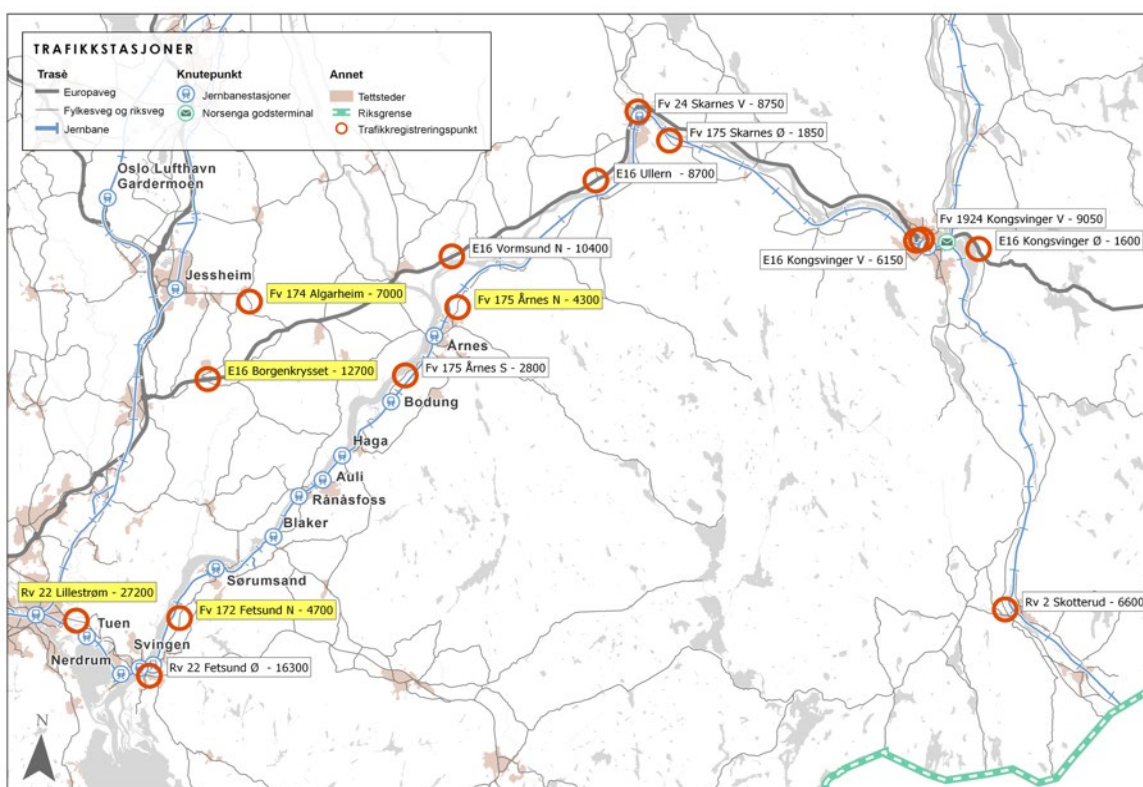 TRAFIKKSTASJONER
Trasè
Europaveg
Fylkesveg og riksveg
Jernbane
Knutepunkt
Jernbanestasjoner
Norsenga godsterminal
Annet
Tettsteder
Riksgrense
Trafikkregistreringspunkt
Fv 24 Skarnes V - 8750
Fv 175 Skarnes Ø - 1850
Oslo Lufthavn
Gardermoen
E16 Ullern - 8700
Fv 1924 Kongsvinger V - 9050
E16 Kongsvinger Ø - 1600
E16 Vormsund N - 10400
E16 Kongsvinger V - 6150
Jessheim
Fv 174 Algarheim - 7000
Fv 175 Årnes N - 4300
Arnes
E16 Borgenkrysset - 12700
Fv 175 Årnes S - 2800
Bodung
Haga
Auli
Rånåsfoss
Blaker
Sørumsand
Rv 22 Lillestrøm - 27200
Fv 172 Fetsund N - 4700
Rv 2 Skotterud - 6600
Tuen
Svingen
Nerdrum
Rv 22 Fetsund Ø - 16300
N